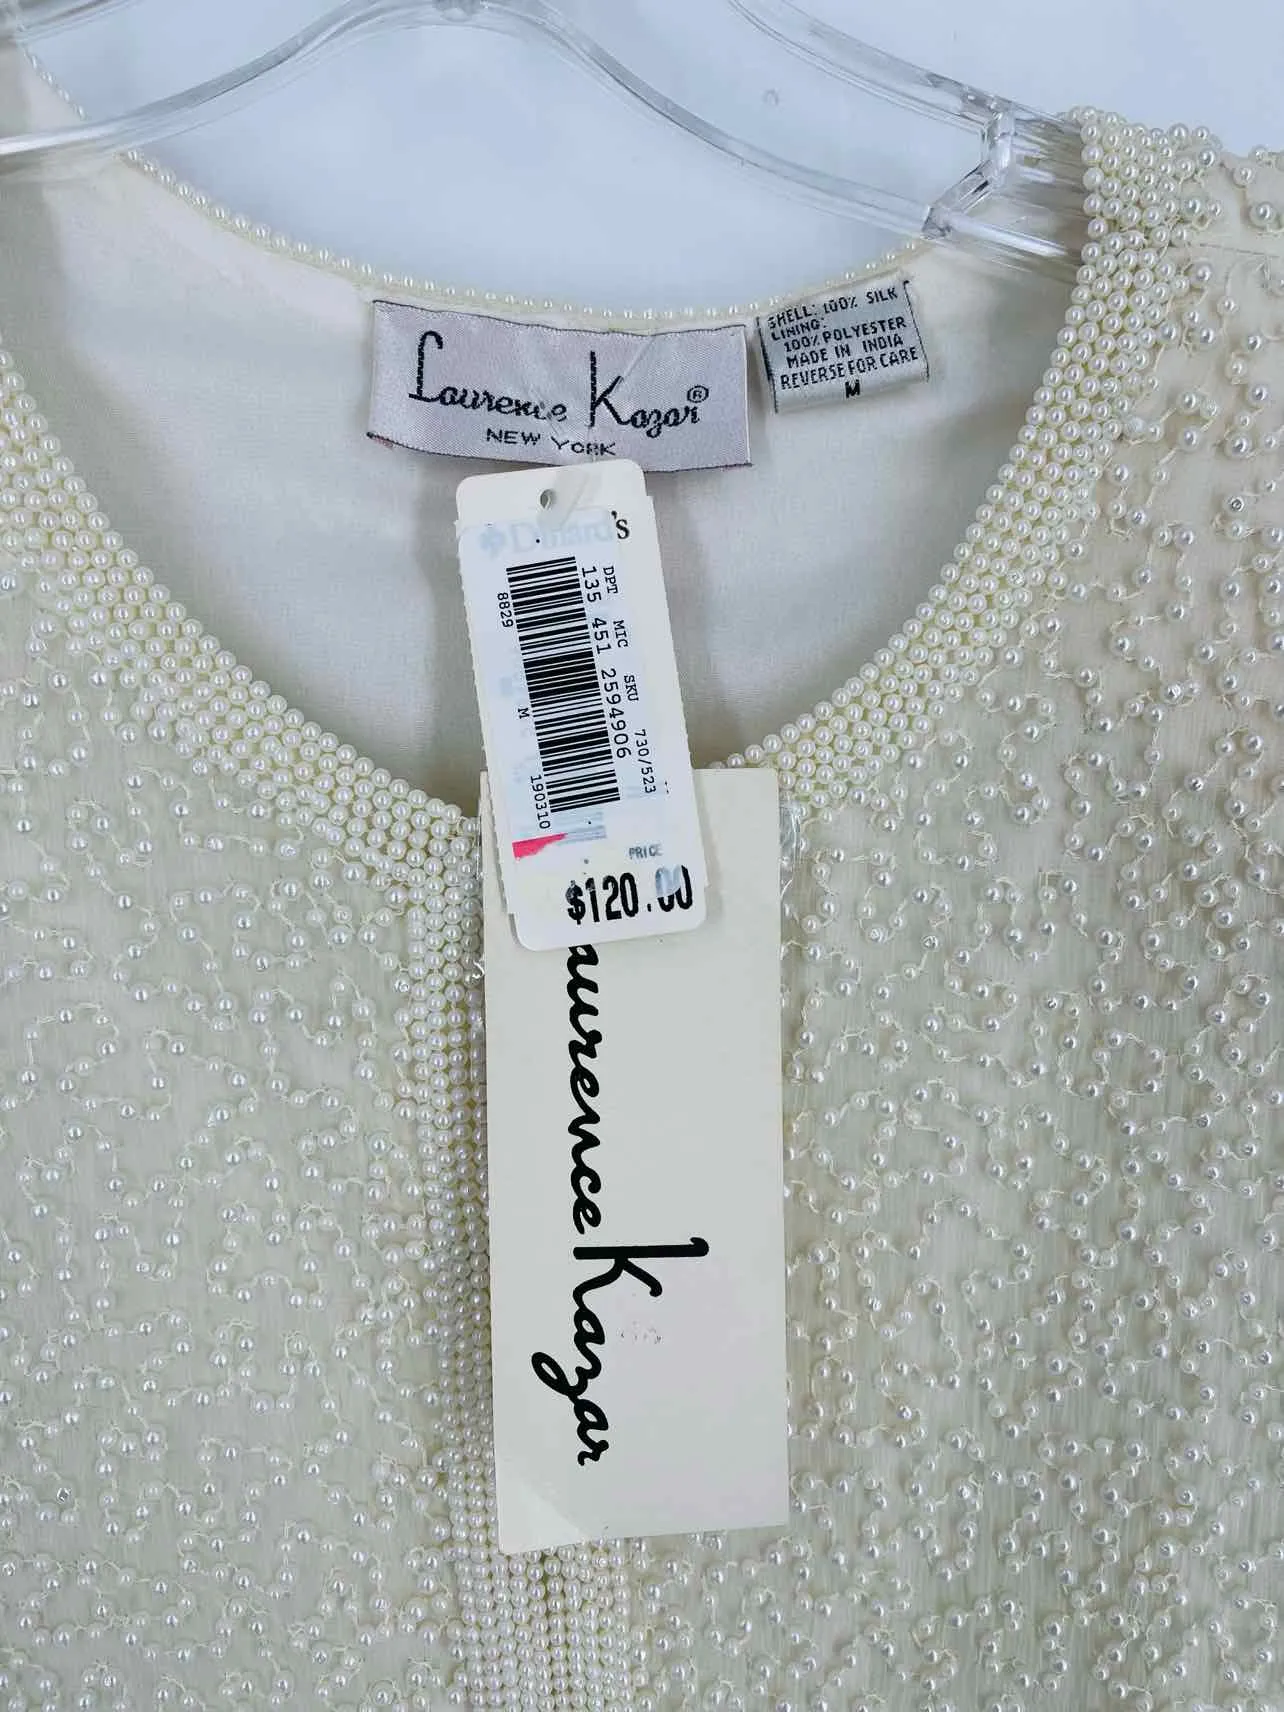 Laurence Kazar®
NEW YORK
SHELL: 100% SILK
LINING:
100% POLYESTER
MADE IN INDIA
REVERSE FOR CARE
M
Dillard's
DPT MIC SKU
135 451 2594906
730/523
8829 M 190310
PRICE
$120.00
aurence Kazar